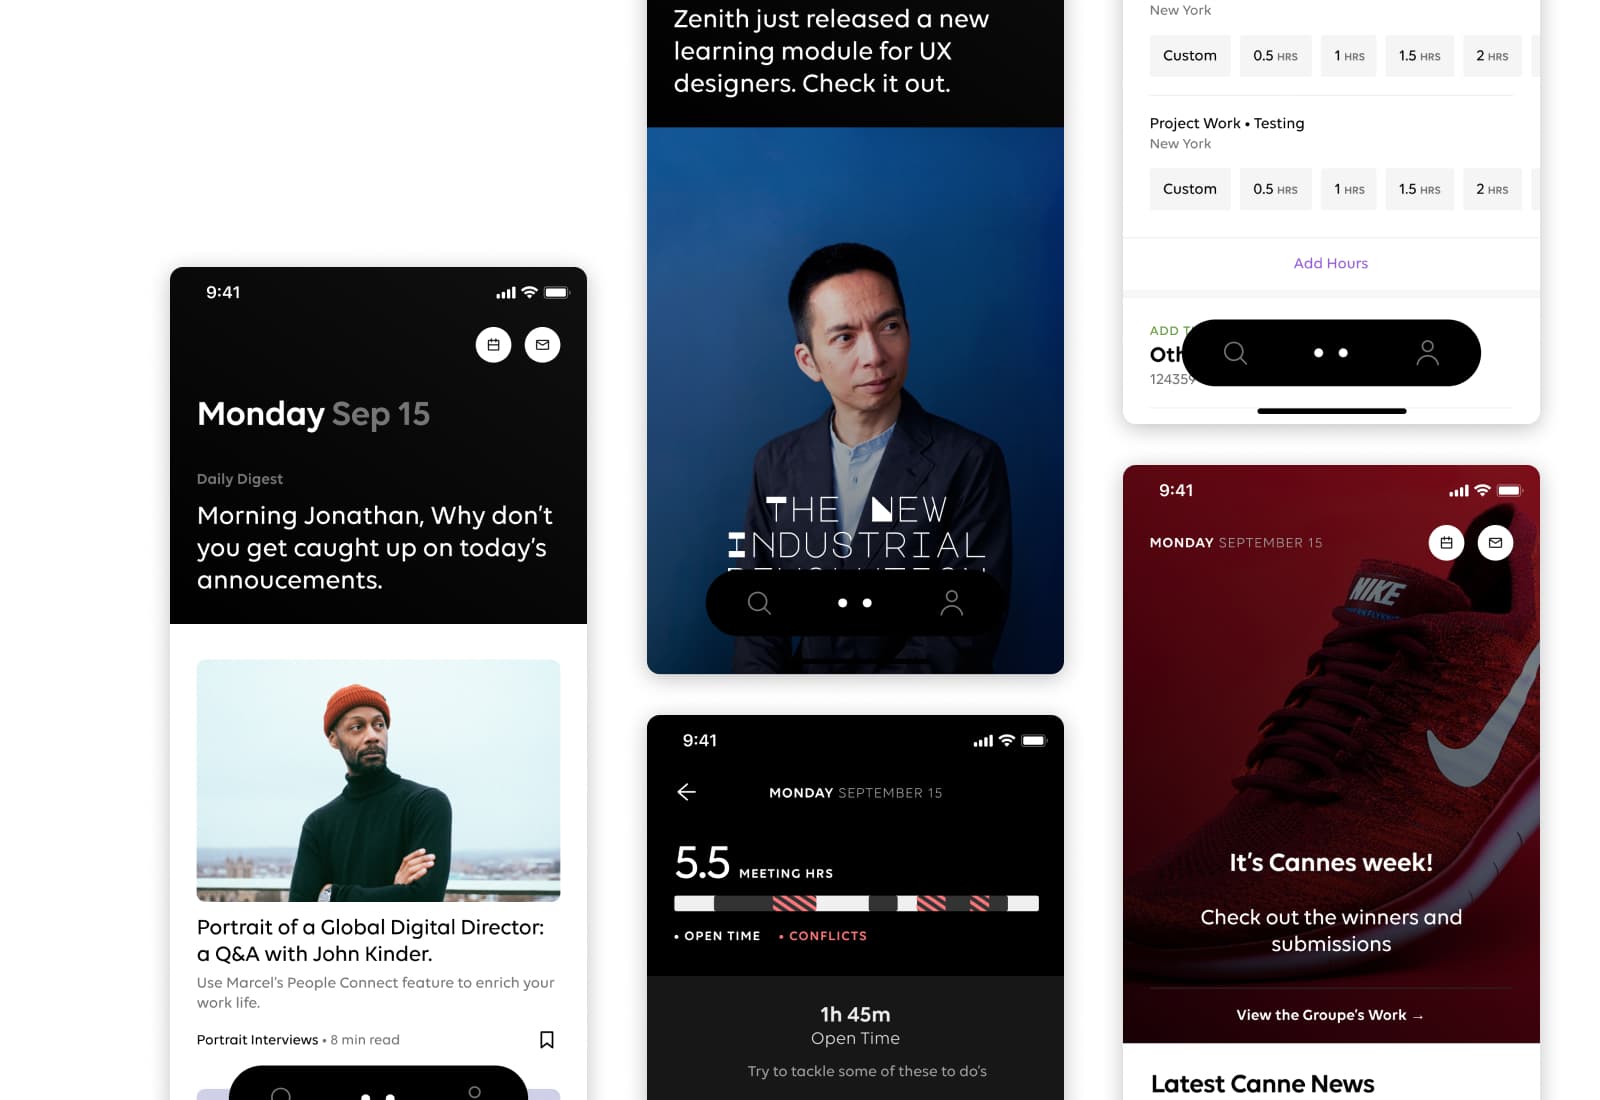 9:41
Monday Sep 15
Daily Digest
Morning Jonathan, Why don't
you get caught up on today's
annoucements.
Portrait of a Global Digital Director:
a Q&A with John Kinder.
Use Marcel's People Connect feature to enrich your
work life.
Portrait Interviews • 8 min read
Zenith just released a new
learning module for UX
designers. Check it out.
THE NEW
INDUSTRIAL
9:41
MONDAY SEPTEMBER 15
5.5 MEETING HRS
• OPEN TIME • CONFLICTS
1h 45m
Open Time
Try to tackle some of these to do's
New York
Custom 0.5 HRS 1 HRS 1.5 HRS 2 HRS
Project Work • Testing
New York
Custom 0.5 HRS 1 HRS 1.5 HRS 2 HRS
Add Hours
ADD
124359
9:41
MONDAY SEPTEMBER 15
NIKE
It's Cannes week!
Check out the winners and
submissions
View the Groupe's Work →
Latest Canne News